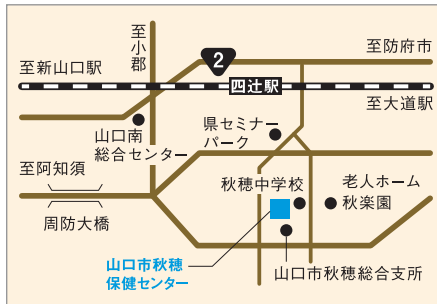 至小郡
2
至防府市
至新山口駅
四辻駅
至大道駅
山口南
総合センター
県セミナー
パーク
至阿知須
秋穂中学校
老人ホーム
秋楽園
周防大橋
山口市秋穂
保健センター
山口市秋穂総合支所